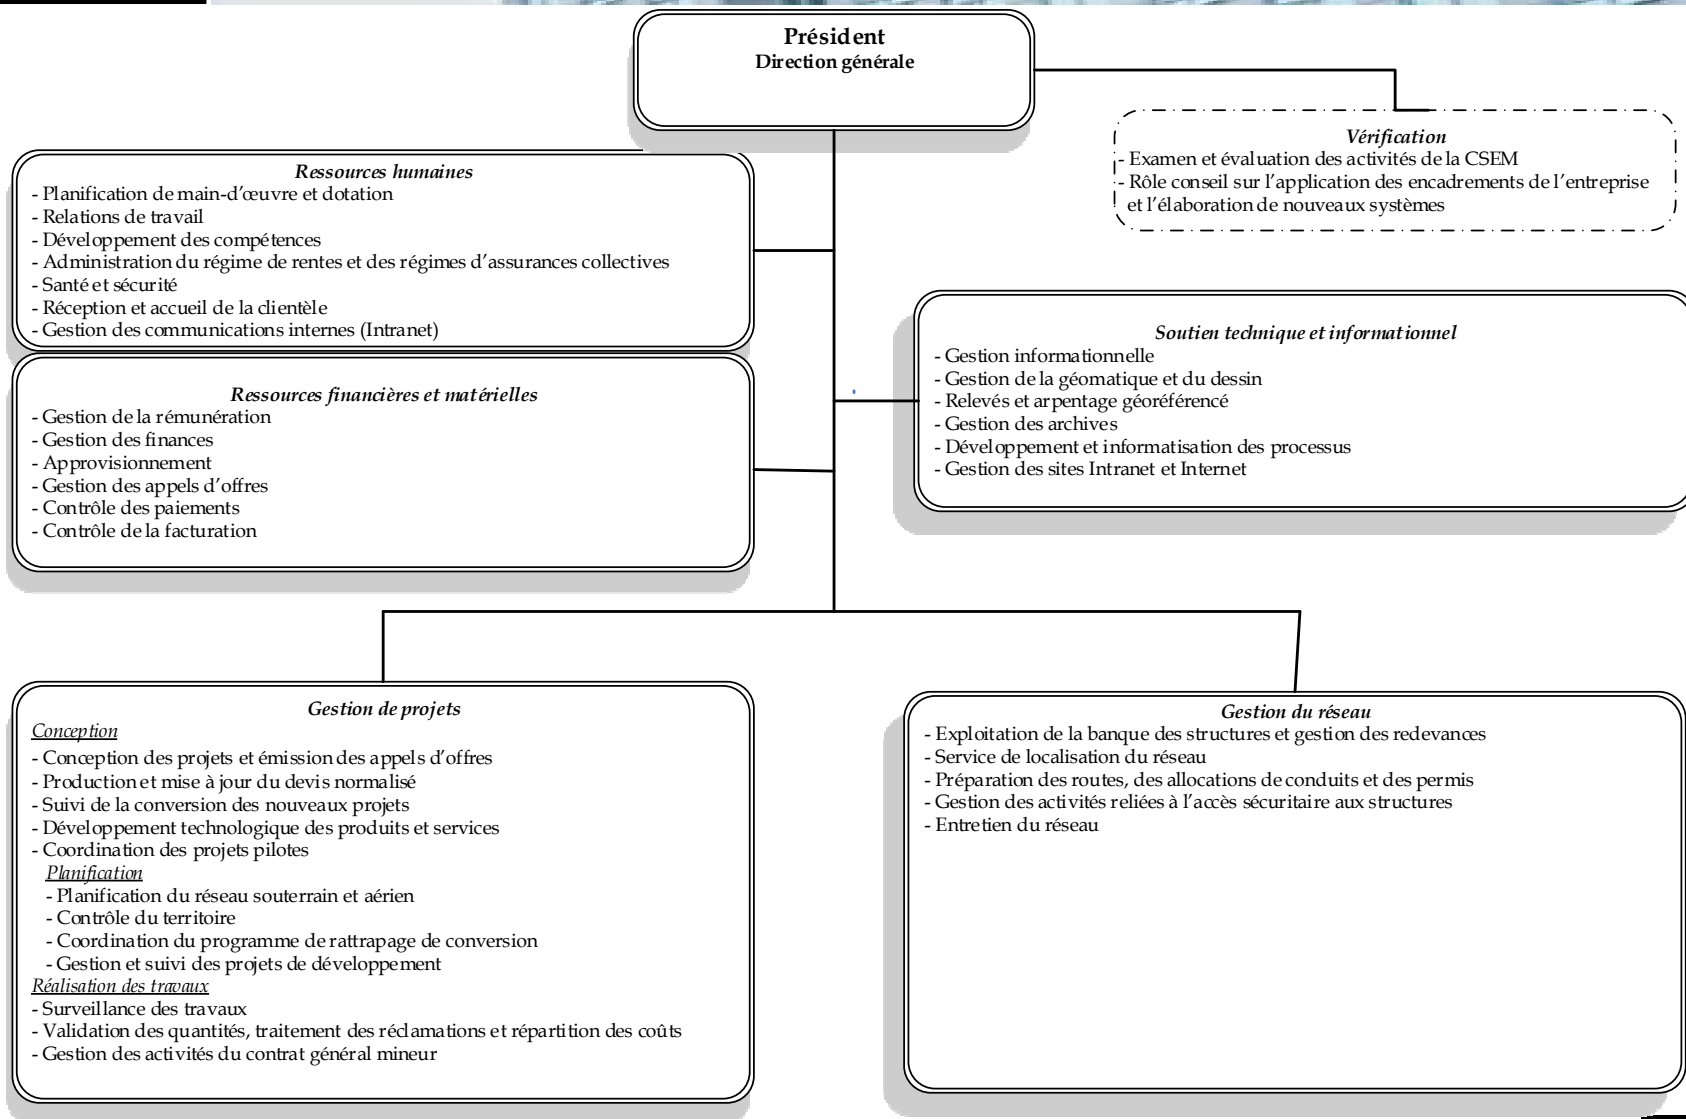 Président
Direction générale
Vérification
- Examen et évaluation des activités de la CSEM
- Rôle conseil sur l'application des encadrements de l'entreprise
et l'élaboration de nouveaux systèmes
Ressources humaines
- Planification de main-d'œuvre et dotation
- Relations de travail
- Développement des compétences
- Administration du régime de rentes et des régimes d'assurances collectives
- Santé et sécurité
- Réception et accueil de la clientèle
- Gestion des communications internes (Intranet)
Soutien technique et informationnel
- Gestion informationnelle
- Gestion de la géomatique et du dessin
- Relevés et arpentage géoréférencé
- Gestion des archives
- Développement et informatisation des processus
- Gestion des sites Intranet et Internet
Ressources financières et matérielles
- Gestion de la rémunération
- Gestion des finances
- Approvisionnement
- Gestion des appels d'offres
- Contrôle des paiements
- Contrôle de la facturation
Gestion de projets
Conception
- Conception des projets et émission des appels d'offres
- Production et mise à jour du devis normalisé
- Suivi de la conversion des nouveaux projets
- Développement technologique des produits et services
- Coordination des projets pilotes
Planification
- Planification du réseau souterrain et aérien
- Contrôle du territoire
- Coordination du programme de rattrapage de conversion
- Gestion et suivi des projets de développement
Réalisation des travaux
- Surveillance des travaux
- Validation des quantités, traitement des réclamations et répartition des coûts
- Gestion des activités du contrat général mineur
Gestion du réseau
- Exploitation de la banque des structures et gestion des redevances
- Service de localisation du réseau
- Préparation des routes, des allocations de conduits et des permis
- Gestion des activités reliées à l'accès sécuritaire aux structures
- Entretien du réseau